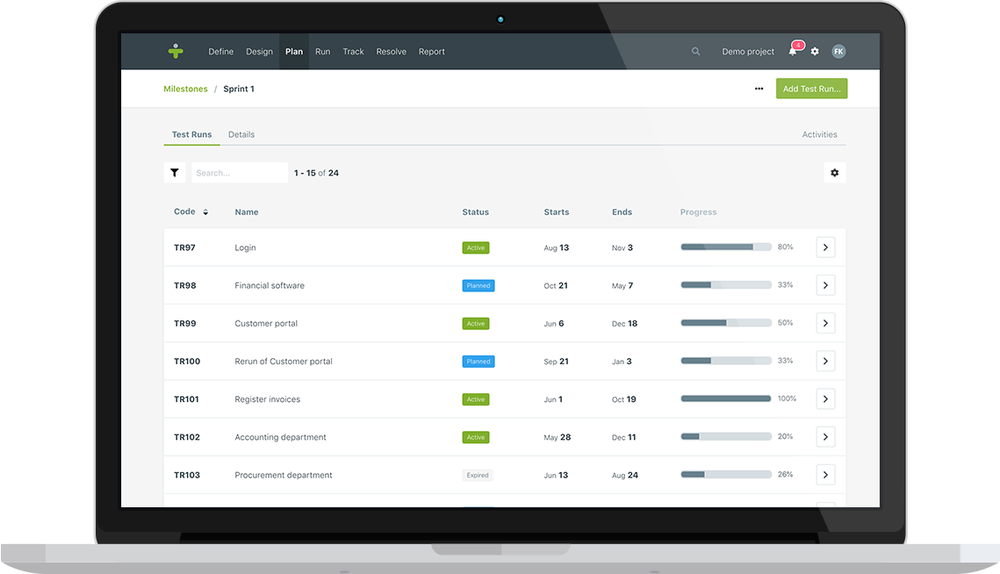 Define Design Plan Run Track Resolve Report Demo project 4 FK
Milestones / Sprint 1 ••• Add Test Run...
Test Runs Details Activities
Search... 1 - 15 of 24
Code Name Status Starts Ends Progress
TR97 Login Active Aug 13 Nov 3 80%
TR98 Financial software Planned Oct 21 May 7 33%
TR99 Customer portal Active Jun 6 Dec 18 50%
TR100 Rerun of Customer portal Planned Sep 21 Jan 3 33%
TR101 Register invoices Active Jun 1 Oct 19 100%
TR102 Accounting department Active May 28 Dec 11 20%
TR103 Procurement department Expired Jun 13 Aug 24 26%